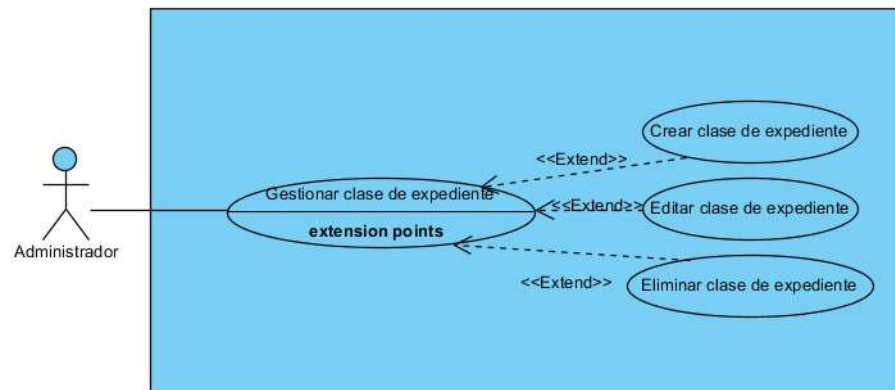 Crear clase de expediente
<<Extend>>
Gestionar clase de expediente
<<Extend>>
Editar clase de expediente
extension points
Administrador
<<Extend>>
Eliminar clase de expediente